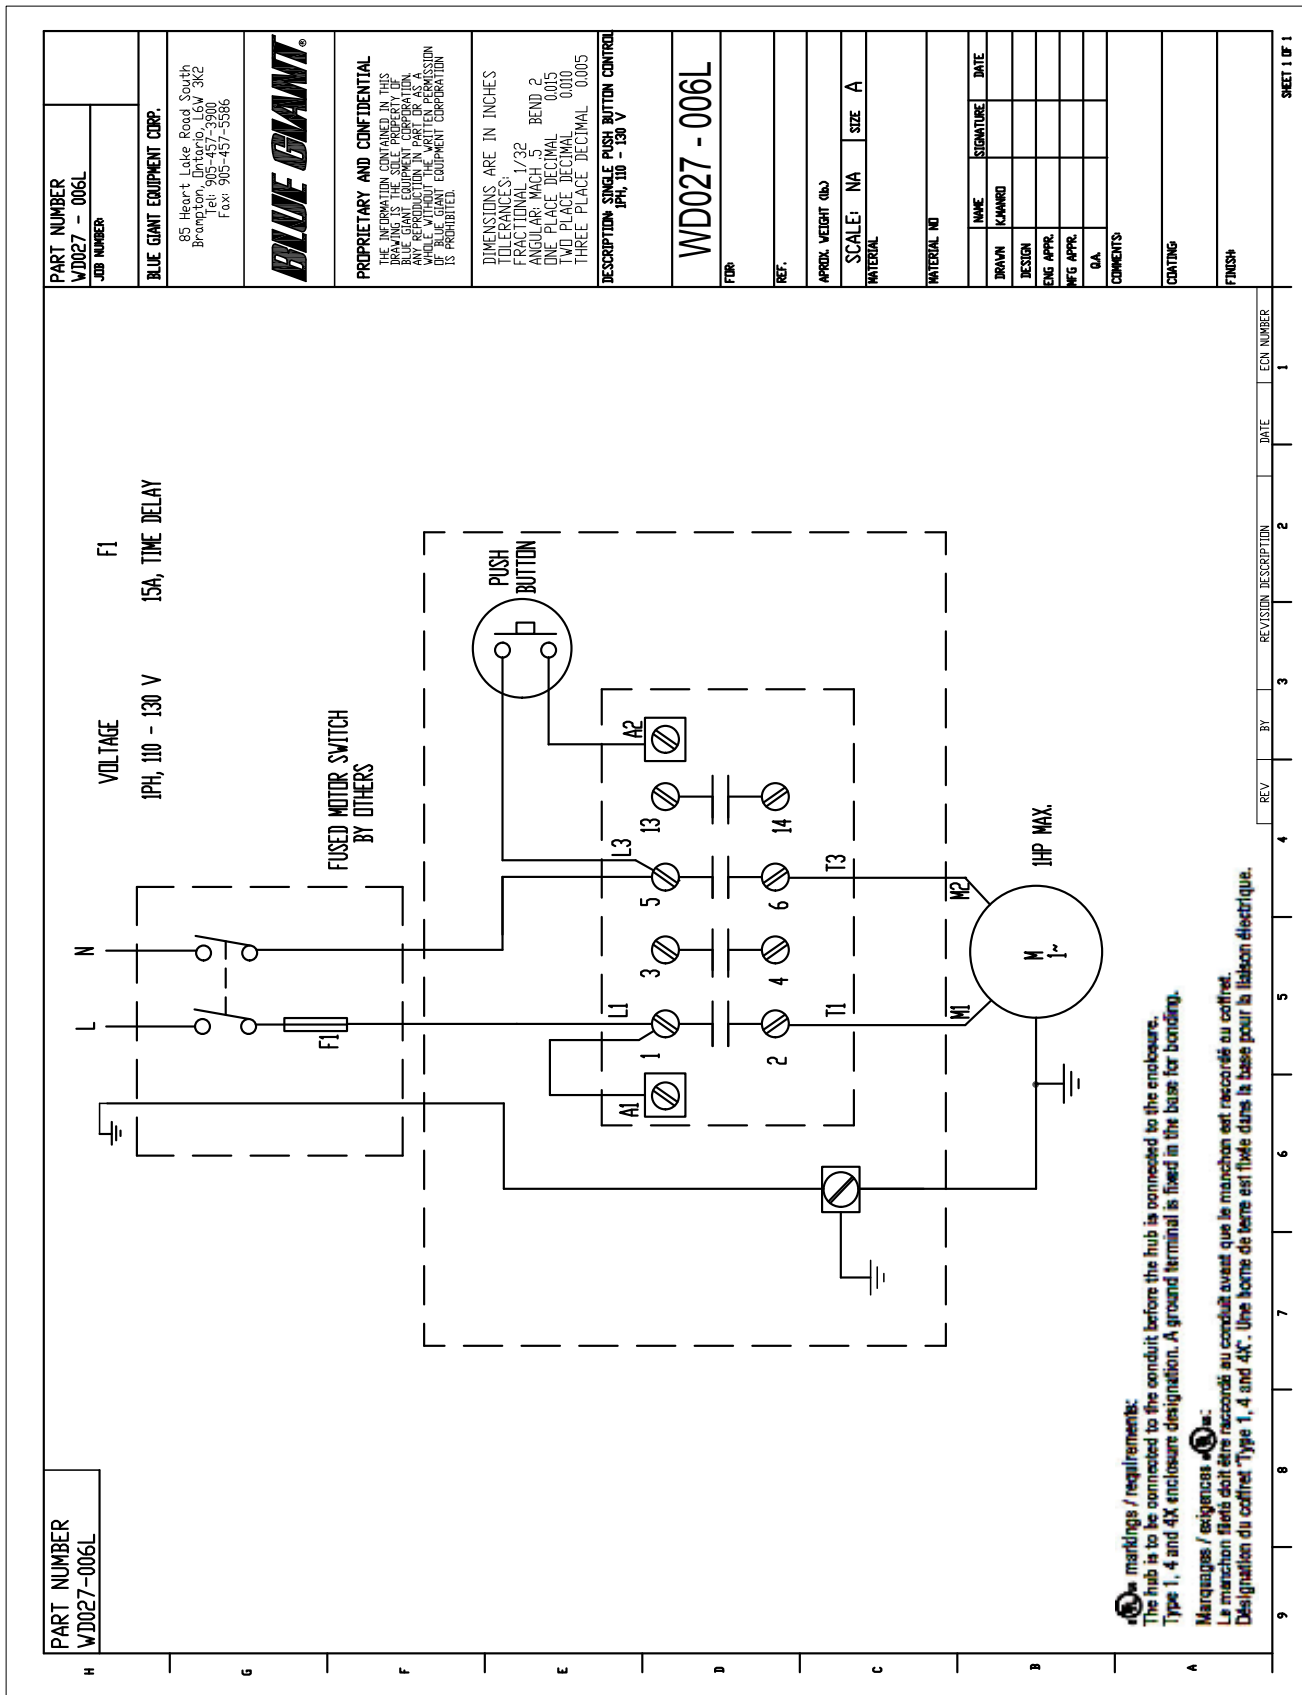 PART NUMBER
WD027-006L
VOLTAGE
F1
1PH, 110 - 130 V
15A, TIME DELAY
L
N
FUSED MOTOR SWITCH
BY OTHERS
F1
PUSH
BUTTON
A1
1
L1
3
5
L3
13
A2
2
4
6
14
T1
T3
M1
M2
M
1~
1HP MAX.
markings / requirements:
The hub is to be connected to the conduit before the hub is connected to the enclosure.
Type 1, 4 and 4X enclosure designation. A ground terminal is fixed in the base for bonding.
Marquages / exigences
Le manchon fileté doit être raccordé au conduit avant que le manchon est raccordé au coffret.
Désignation du coffret "Type 1, 4 and 4X". Une borne de terre est fixée dans la base pour la liaison électrique.
REV
BY
REVISION DESCRIPTION
DATE
ECN NUMBER
PART NUMBER
WD027 - 006L
JOB NUMBER:
BLUE GIANT EQUIPMENT CORP.
85 Heart Lake Road South
Brampton, Ontario, L6W 3K2
Tel: 905-457-3900
Fax: 905-457-5586
BLUE GIANT®
PROPRIETARY AND CONFIDENTIAL
THE INFORMATION CONTAINED IN THIS
DRAWING IS THE SOLE PROPERTY OF
BLUE GIANT EQUIPMENT CORPORATION.
ANY REPRODUCTION IN PART OR AS A
WHOLE WITHOUT THE WRITTEN PERMISSION
OF BLUE GIANT EQUIPMENT CORPORATION
IS PROHIBITED.
DIMENSIONS ARE IN INCHES
TOLERANCES:
FRACTIONAL 1/32
ANGULAR: MACH .5 BEND 2
ONE PLACE DECIMAL 0.015
TWO PLACE DECIMAL 0.010
THREE PLACE DECIMAL 0.005
DESCRIPTION: SINGLE PUSH BUTTON CONTROL
1PH, 110 - 130 V
WD027 - 006L
FOR:
REF.
APROX. WEIGHT (lb.)
SCALE: NA SIZE A
MATERIAL
MATERIAL NO
NAME SIGNATURE DATE
DRAWN K.MANRO
DESIGN
ENG APPR.
MFG APPR.
Q.A.
COMMENTS:
COATING:
FINISH:
H
G
F
E
D
C
B
A
9
8
7
6
5
4
3
2
1
SHEET 1 OF 1